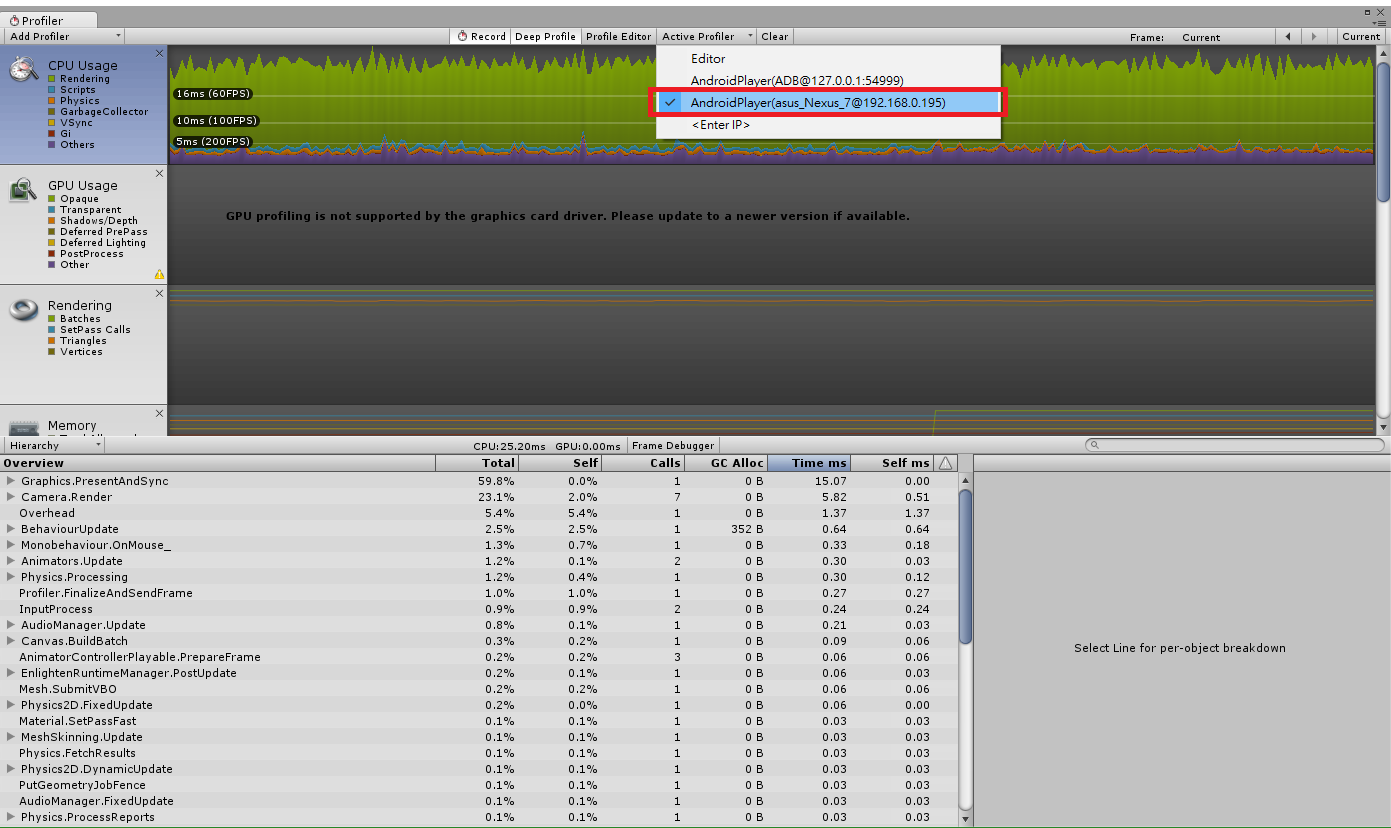 Profiler
Add Profiler
Record Deep Profile Profile Editor Active Profiler Clear Frame: Current Current
Editor
AndroidPlayer(ADB@127.0.0.1:54999)
AndroidPlayer(asus_Nexus_7@192.168.0.195)
<Enter IP>
CPU Usage
Rendering
Scripts
Physics
GarbageCollector
VSync
Gi
Others
16ms (60FPS)
10ms (100FPS)
5ms (200FPS)
GPU Usage
Opaque
Transparent
Shadows/Depth
Deferred PrePass
Deferred Lighting
PostProcess
Other
GPU profiling is not supported by the graphics card driver. Please update to a newer version if available.
Rendering
Batches
SetPass Calls
Triangles
Vertices
Memory
Hierarchy CPU:25.20ms GPU:0.00ms Frame Debugger
Overview Total Self Calls GC Alloc Time ms Self ms
Graphics.PresentAndSync 59.8% 0.0% 1 0 B 15.07 0.00
Camera.Render 23.1% 2.0% 7 0 B 5.82 0.51
Overhead 5.4% 5.4% 1 0 B 1.37 1.37
BehaviourUpdate 2.5% 2.5% 1 352 B 0.64 0.64
Monobehaviour.OnMouse_ 1.3% 0.7% 1 0 B 0.33 0.18
Animators.Update 1.2% 0.1% 2 0 B 0.30 0.03
Physics.Processing 1.2% 0.4% 1 0 B 0.30 0.12
Profiler.FinalizeAndSendFrame 1.0% 1.0% 1 0 B 0.27 0.27
InputProcess 0.9% 0.9% 2 0 B 0.24 0.24
AudioManager.Update 0.8% 0.1% 1 0 B 0.21 0.03
Canvas.BuildBatch 0.3% 0.2% 1 0 B 0.09 0.06
AnimatorControllerPlayable.PrepareFrame 0.2% 0.2% 3 0 B 0.06 0.06
EnlightenRuntimeManager.PostUpdate 0.2% 0.1% 1 0 B 0.06 0.03
Mesh.SubmitVBO 0.2% 0.2% 1 0 B 0.06 0.06
Physics2D.FixedUpdate 0.2% 0.0% 1 0 B 0.06 0.00
Material.SetPassFast 0.1% 0.1% 1 0 B 0.03 0.03
MeshSkinning.Update 0.1% 0.1% 1 0 B 0.03 0.03
Physics.FetchResults 0.1% 0.1% 1 0 B 0.03 0.03
Physics2D.DynamicUpdate 0.1% 0.1% 1 0 B 0.03 0.03
PutGeometryJobFence 0.1% 0.1% 1 0 B 0.03 0.03
AudioManager.FixedUpdate 0.1% 0.1% 1 0 B 0.03 0.03
Physics.ProcessReports 0.1% 0.1% 1 0 B 0.03 0.03
Select Line for per-object breakdown